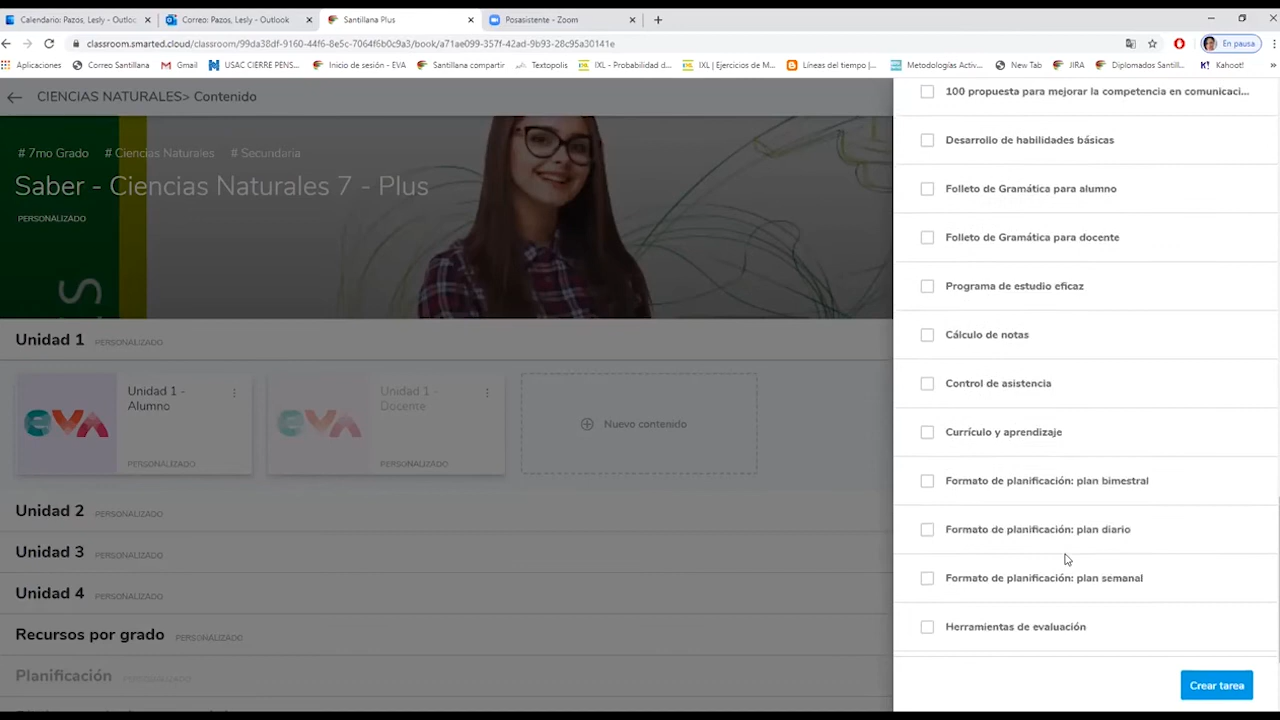 Calendario: Pazos, Lesly - Outloo
Correo: Pazos, Lesly - Outlook
Santillana Plus
Posasistente - Zoom
classroom.smarted.cloud/classroom/99da38df-9160-44f6-8e5c-7064f6b0c9a3/book/a71ae099-357f-42ad-9b93-28c95a30141e
En pausa
Aplicaciones
Correo Santillana
Gmail
USAC CIERRE PENS...
Inicio de sesión - EVA
Santillana compartir
Textopolis
IXL - Probabilidad d...
IXL | Ejercicios de M...
Líneas del tiempo |...
Metodologías Activ...
New Tab
JIRA
Diplomados Santill...
Kahoot!
CIENCIAS NATURALES> Contenido
# 7mo Grado # Ciencias Naturales # Secundaria
Saber - Ciencias Naturales 7 - Plus
PERSONALIZADO
Unidad 1 PERSONALIZADO
EVA
Unidad 1 -
Alumno
PERSONALIZADO
EVA
Unidad 1 -
Docente
PERSONALIZADO
Nuevo contenido
Unidad 2 PERSONALIZADO
Unidad 3 PERSONALIZADO
Unidad 4 PERSONALIZADO
Recursos por grado PERSONALIZADO
Planificación PERSONALIZADO
100 propuesta para mejorar la competencia en comunicaci...
Desarrollo de habilidades básicas
Folleto de Gramática para alumno
Folleto de Gramática para docente
Programa de estudio eficaz
Cálculo de notas
Control de asistencia
Currículo y aprendizaje
Formato de planificación: plan bimestral
Formato de planificación: plan diario
Formato de planificación: plan semanal
Herramientas de evaluación
Crear tarea